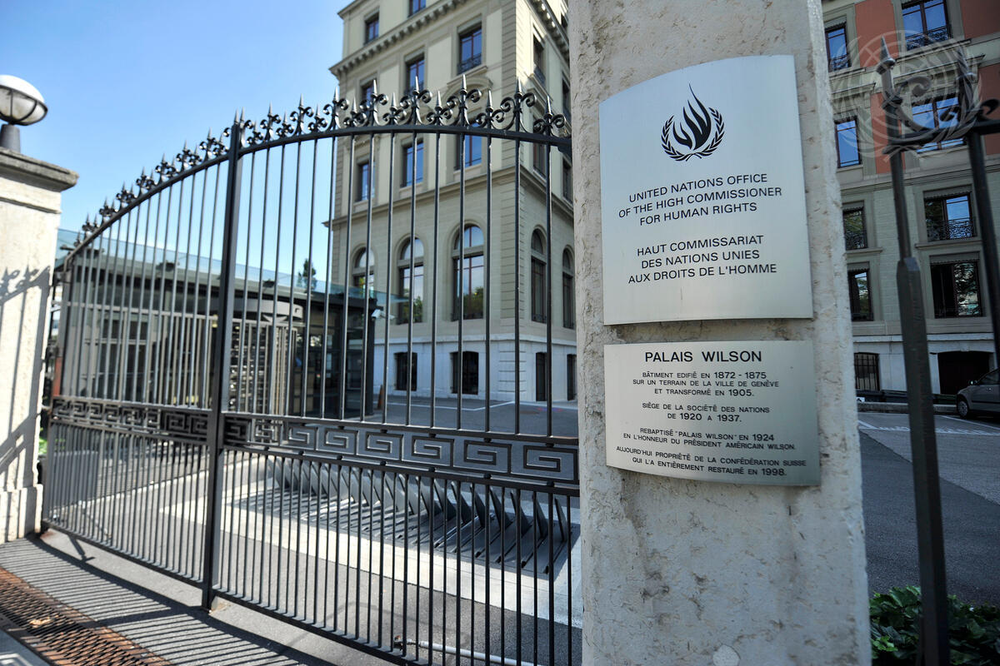 UNITED NATIONS OFFICE
OF THE HIGH COMMISSIONER
FOR HUMAN RIGHTS
HAUT COMMISSARIAT
DES NATIONS UNIES
AUX DROITS DE L'HOMME
PALAIS WILSON
BÂTIMENT EDIFIÉ EN 1872 - 1875
SUR UN TERRAIN DE LA VILLE DE GENÈVE
ET TRANSFORMÉ EN 1905.
SIÈGE DE LA SOCIÉTÉ DES NATIONS
DE 1920 A 1937.
REBAPTISÉ "PALAIS WILSON" EN 1924
EN L'HONNEUR DU PRÉSIDENT AMÉRICAIN WILSON.
AUJOURD'HUI PROPRIÉTÉ DE LA CONFÉDÉRATION SUISSE
QUI L'A ENTIÈREMENT RESTAURÉ EN 1998.